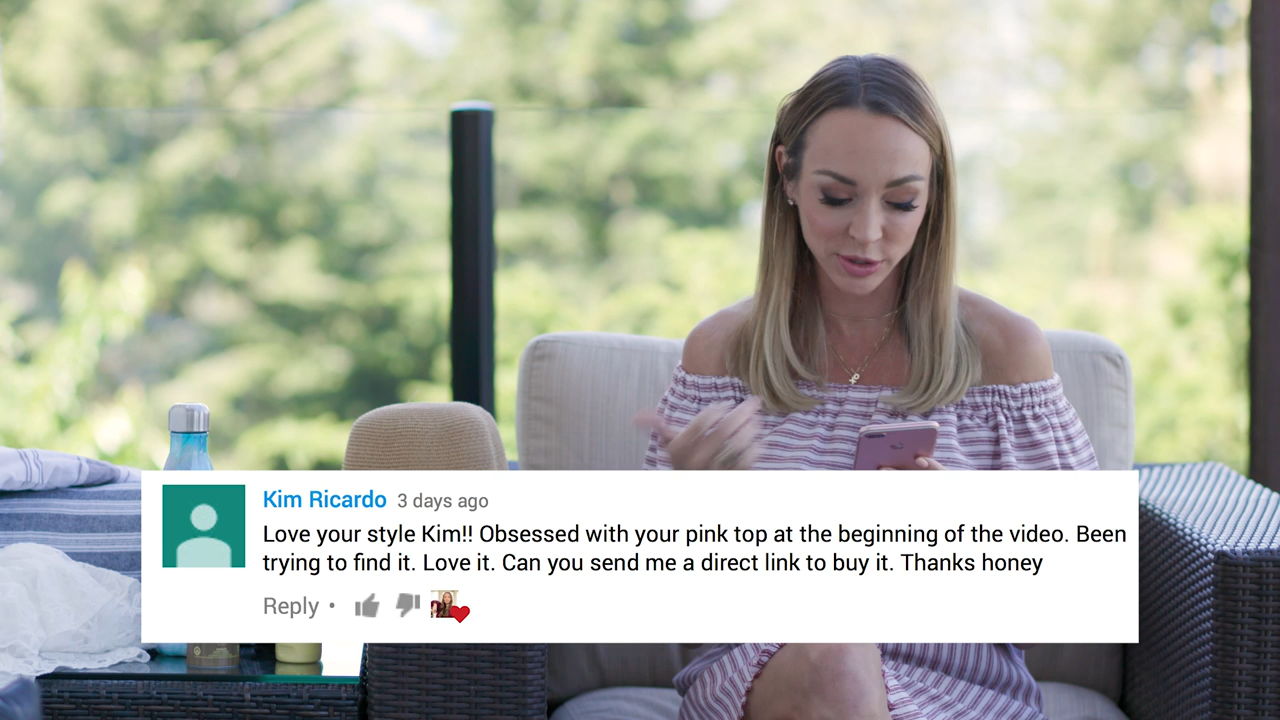 Kim Ricardo 3 days ago
Love your style Kim!! Obsessed with your pink top at the beginning of the video. Been
trying to find it. Love it. Can you send me a direct link to buy it. Thanks honey
Reply •